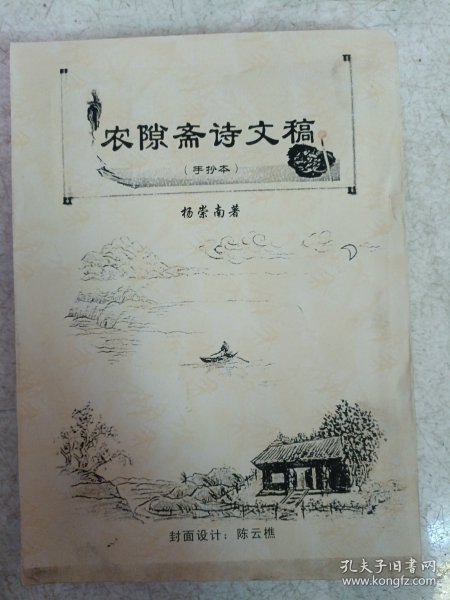 农隙斋诗文稿
（手抄本）
杨崇南著
封面设计：陈云樵
孔夫子旧书网
www.kongfz.com